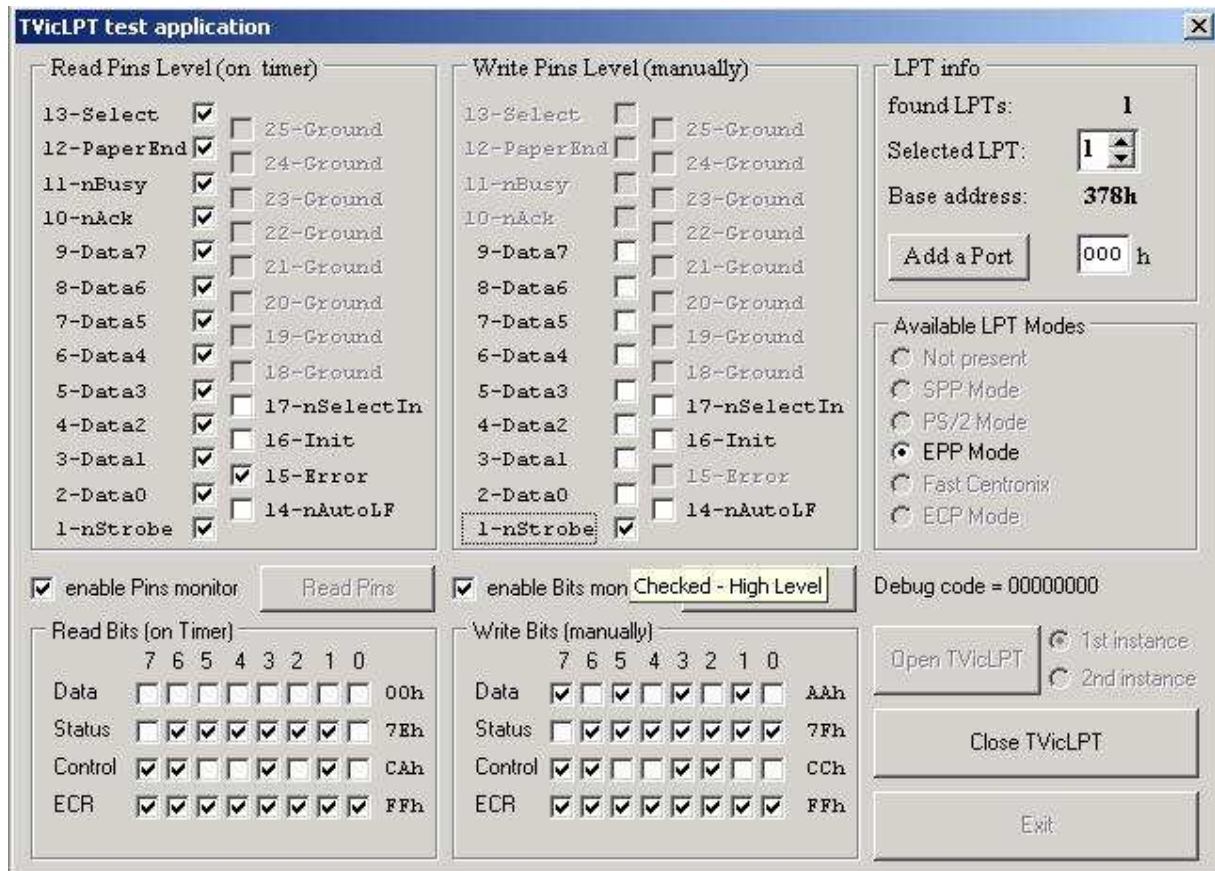 TVicLPT test application
Read Pins Level (on timer)
13-Select
12-PaperEnd
11-nBusy
10-nAck
9-Data7
8-Data6
7-Data5
6-Data4
5-Data3
4-Data2
3-Data1
2-Data0
1-nStrobe
25-Ground
24-Ground
23-Ground
22-Ground
21-Ground
20-Ground
19-Ground
18-Ground
17-nSelectIn
16-Init
15-Error
14-nAutoLF
Write Pins Level (manually)
13-Select
12-PaperEnd
11-nBusy
10-nAck
9-Data7
8-Data6
7-Data5
6-Data4
5-Data3
4-Data2
3-Data1
2-Data0
1-nStrobe
25-Ground
24-Ground
23-Ground
22-Ground
21-Ground
20-Ground
19-Ground
18-Ground
17-nSelectIn
16-Init
15-Error
14-nAutoLF
LPT info
found LPTs: 1
Selected LPT: 1
Base address: 378h
Add a Port 000 h
Available LPT Modes
Not present
SPP Mode
PS/2 Mode
EPP Mode
Fast Centronix
ECP Mode
enable Pins monitor Read Pins
enable Bits mon Checked - High Level
Debug code = 00000000
Read Bits (on Timer)
7 6 5 4 3 2 1 0
Data 00h
Status 7Eh
Control CAh
ECR FFh
Write Bits (manually)
7 6 5 4 3 2 1 0
Data AAh
Status 7Fh
Control CCh
ECR FFh
Open TVicLPT
1st instance
2nd instance
Close TVicLPT
Exit